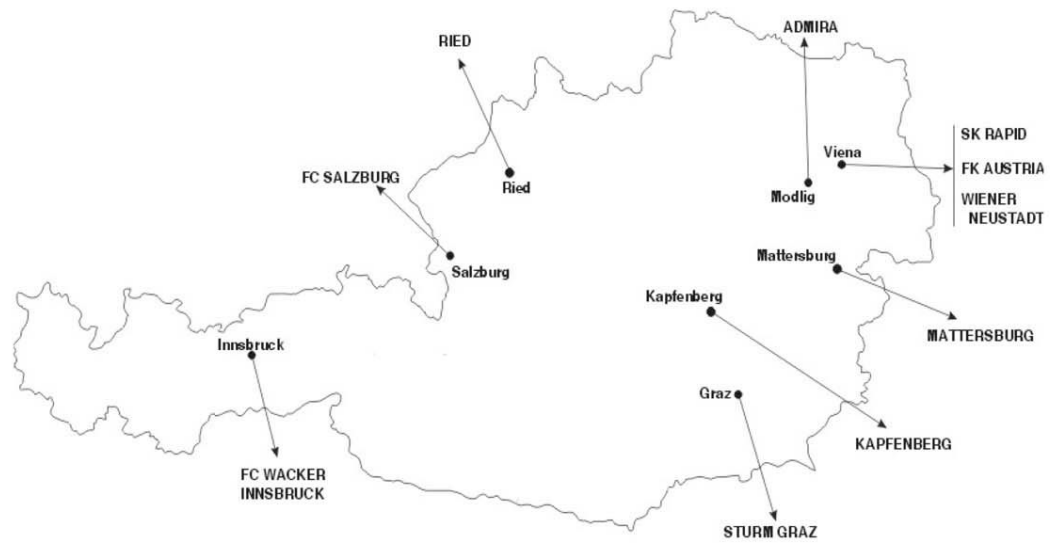 ADMIRA
RIED
SK RAPID
Viena
FK AUSTRIA
FC SALZBURG
Ried
Modlig
WIENER
NEUSTADT
Mattersburg
Salzburg
Kapfenberg
MATTERSBURG
Innsbruck
Graz
KAPFENBERG
FC WACKER
INNSBRUCK
STURM GRAZ